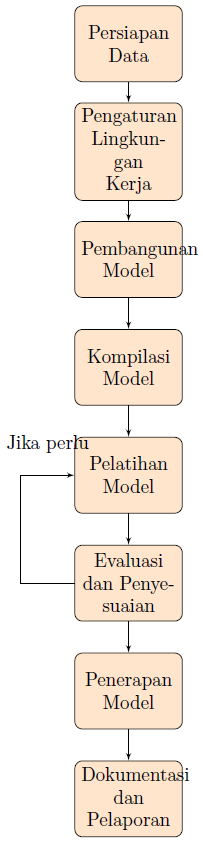 Persiapan
Data
Pengaturan
Lingkun-
gan
Kerja
Pembangunan
Model
Kompilasi
Model
Jika perlu
Pelatihan
Model
Evaluasi
dan Penye-
suaian
Penerapan
Model
Dokumentasi
dan
Pelaporan